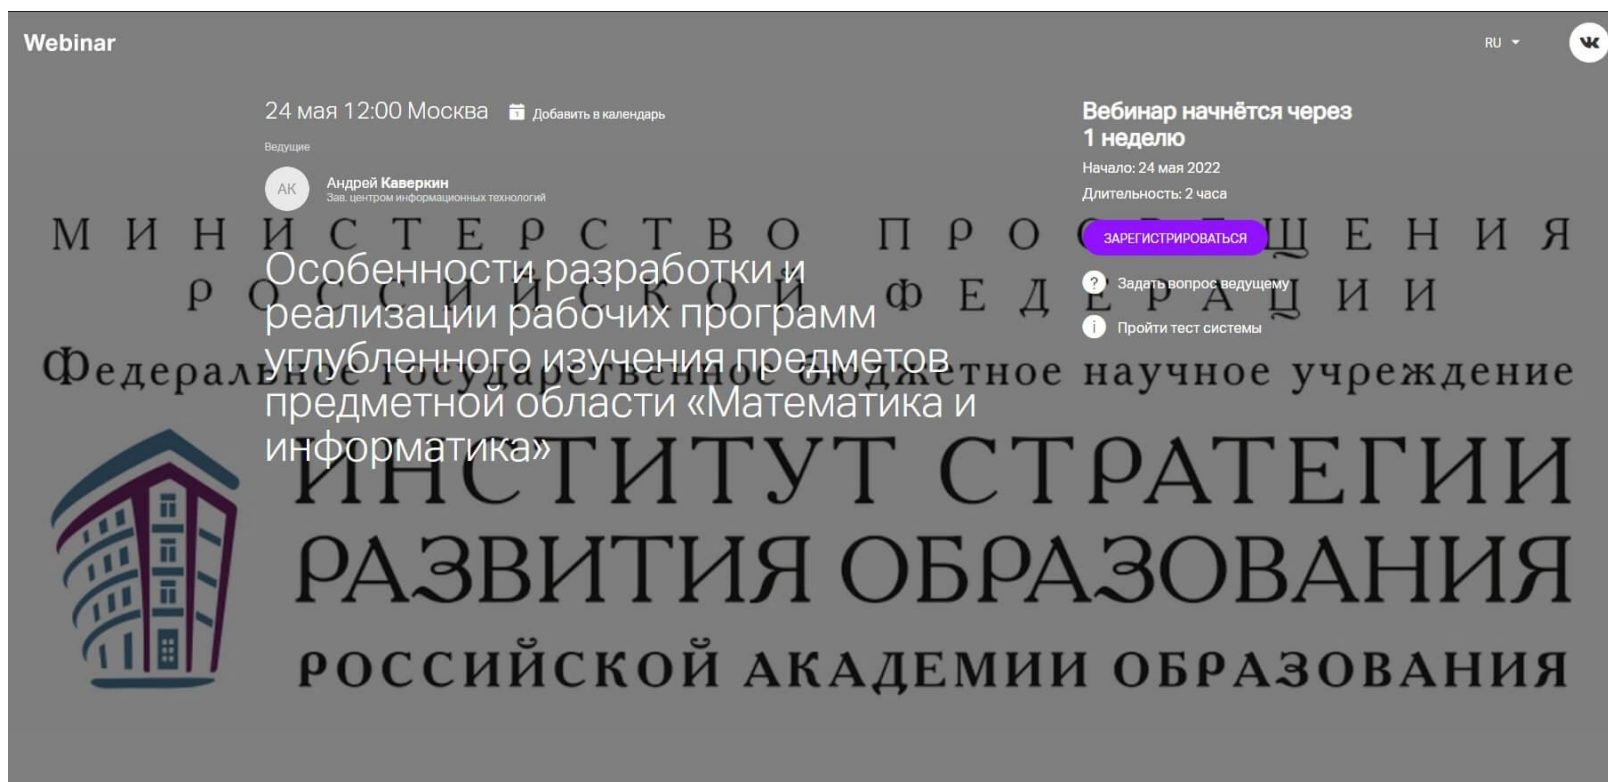 Webinar
RU
24 мая 12:00 Москва
Добавить в календарь
Ведущие
АК
Андрей Каверкин
Зав. центром информационных технологий
Особенности разработки и
реализации рабочих программ
углубленного изучения предметов
предметной области «Математика и
информатика»
Вебинар начнётся через
1 неделю
Начало: 24 мая 2022
Длительность: 2 часа
ЗАРЕГИСТРИРОВАТЬСЯ
? Задать вопрос ведущему
i Пройти тест системы
МИНИСТЕРСТВО ПРОСВЕЩЕНИЯ
РОССИЙСКОЙ ФЕДЕРАЦИИ
Федеральное государственное бюджетное научное учреждение
ИНСТИТУТ СТРАТЕГИИ
РАЗВИТИЯ ОБРАЗОВАНИЯ
РОССИЙСКОЙ АКАДЕМИИ ОБРАЗОВАНИЯ